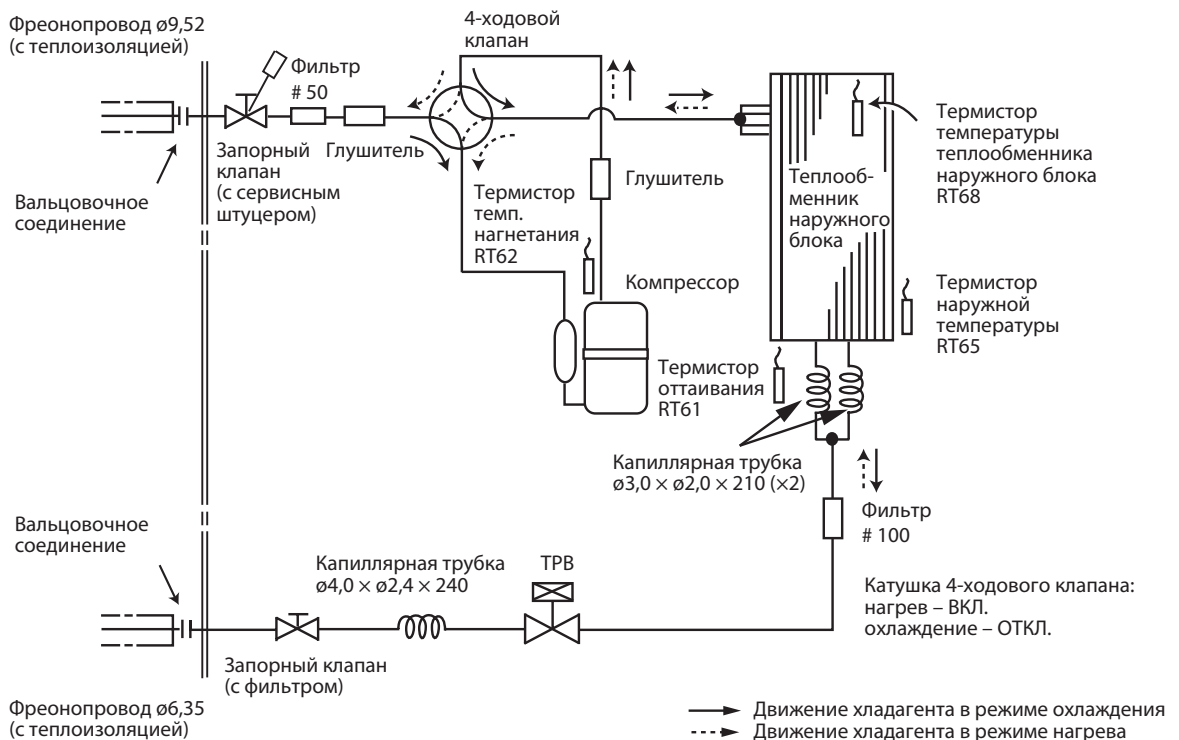 Фреонопровод ø9,52
(с теплоизоляцией)
4-ходовой
клапан
Фильтр
# 50
Термистор
температуры
теплообменника
наружного блока
RT68
Запорный
клапан
(с сервисным
штуцером)
Глушитель
Вальцовочное
соединение
Термистор
темп.
нагнетания
RT62
Глушитель
Теплооб-
менник
наружного
блока
Компрессор
Термистор
наружной
температуры
RT65
Термистор
оттаивания
RT61
Капиллярная трубка
ø3,0 × ø2,0 × 210 (×2)
Фильтр
# 100
Вальцовочное
соединение
Капиллярная трубка
ø4,0 × ø2,4 × 240
ТРВ
Катушка 4-ходового клапана:
нагрев – ВКЛ.
охлаждение – ОТКЛ.
Запорный клапан
(с фильтром)
Фреонопровод ø6,35
(с теплоизоляцией)
Движение хладагента в режиме охлаждения
Движение хладагента в режиме нагрева